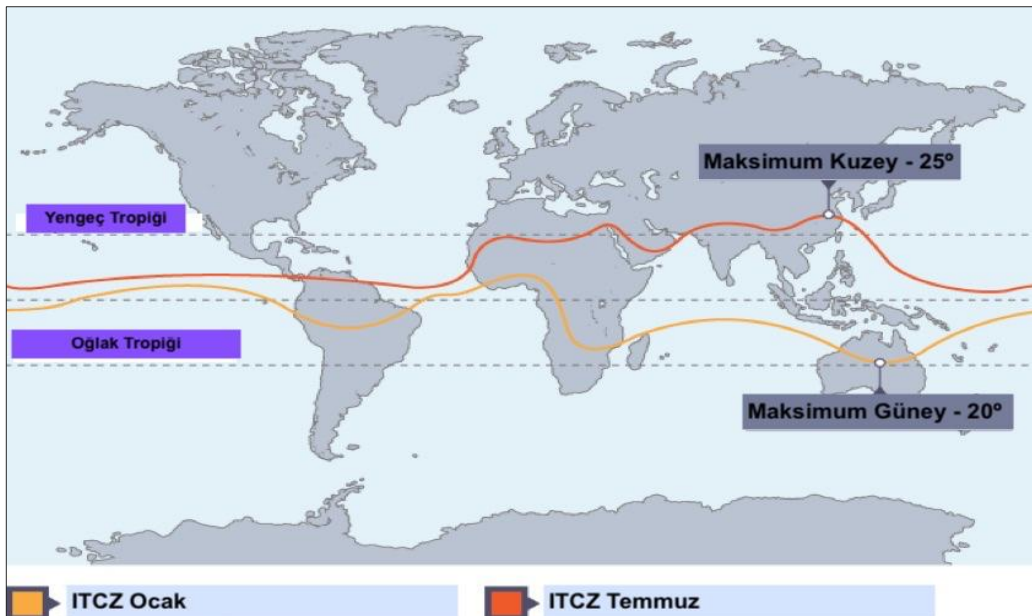 Maksimum Kuzey - 25º
Yengeç Tropiği
Oğlak Tropiği
Maksimum Güney - 20º
ITCZ Ocak
ITCZ Temmuz